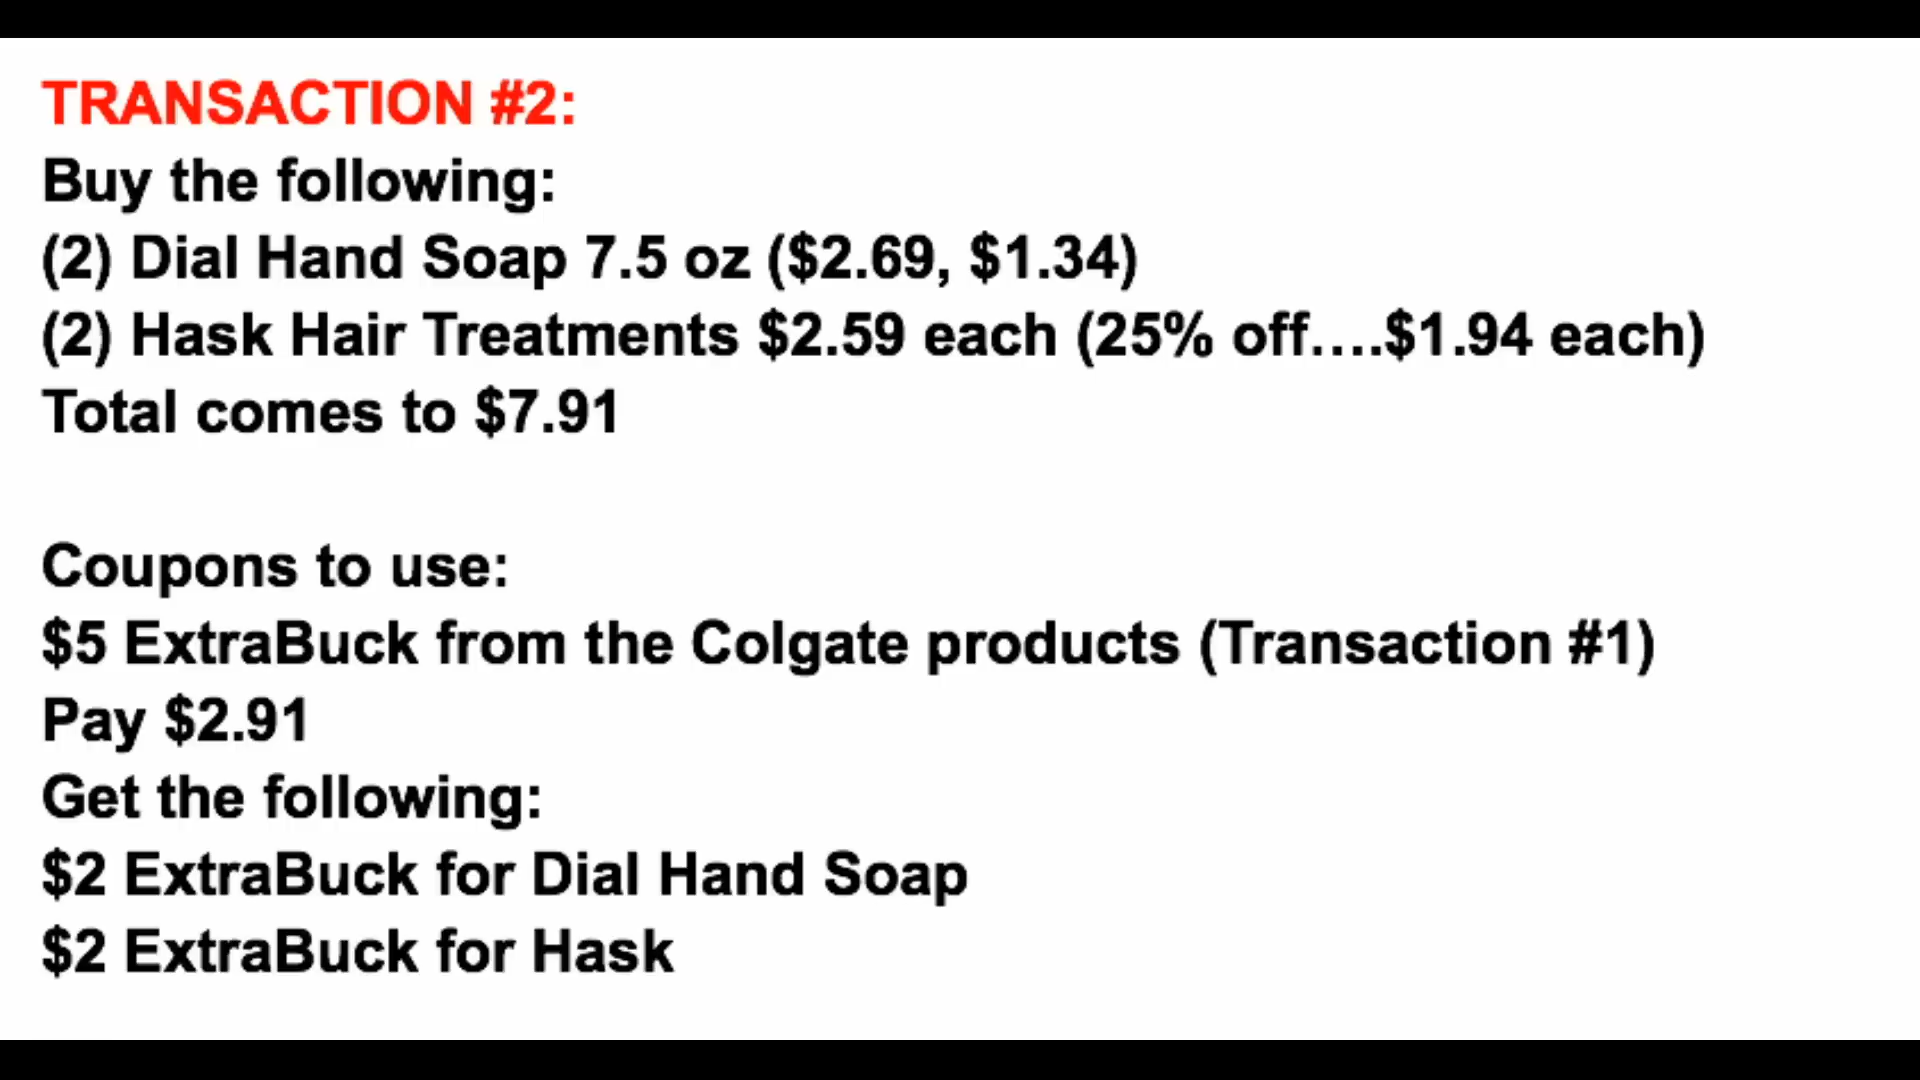 TRANSACTION #2:
Buy the following:
(2) Dial Hand Soap 7.5 oz ($2.69, $1.34)
(2) Hask Hair Treatments $2.59 each (25% off....$1.94 each)
Total comes to $7.91
Coupons to use:
$5 ExtraBuck from the Colgate products (Transaction #1)
Pay $2.91
Get the following:
$2 ExtraBuck for Dial Hand Soap
$2 ExtraBuck for Hask